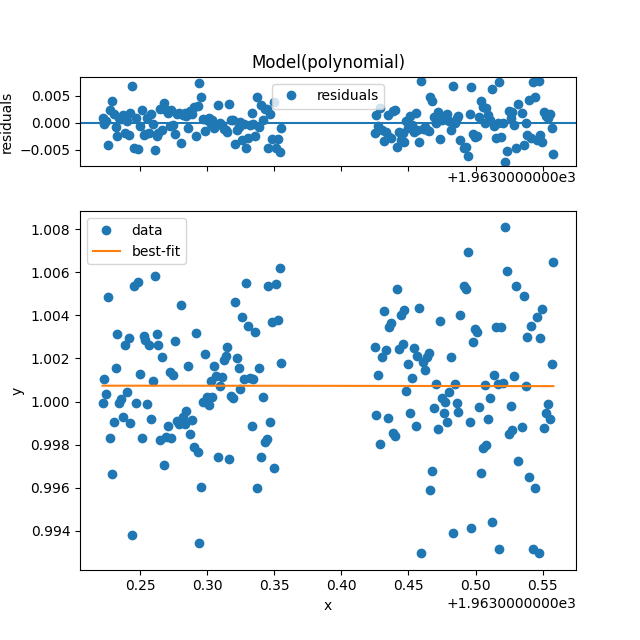 Model(polynomial)
residuals
0.005
0.000
−0.005
residuals
+1.9630000000e3
1.008
1.006
1.004
1.002
1.000
0.998
0.996
0.994
y
data
best-fit
0.25
0.30
0.35
0.40
0.45
0.50
0.55
x
+1.9630000000e3